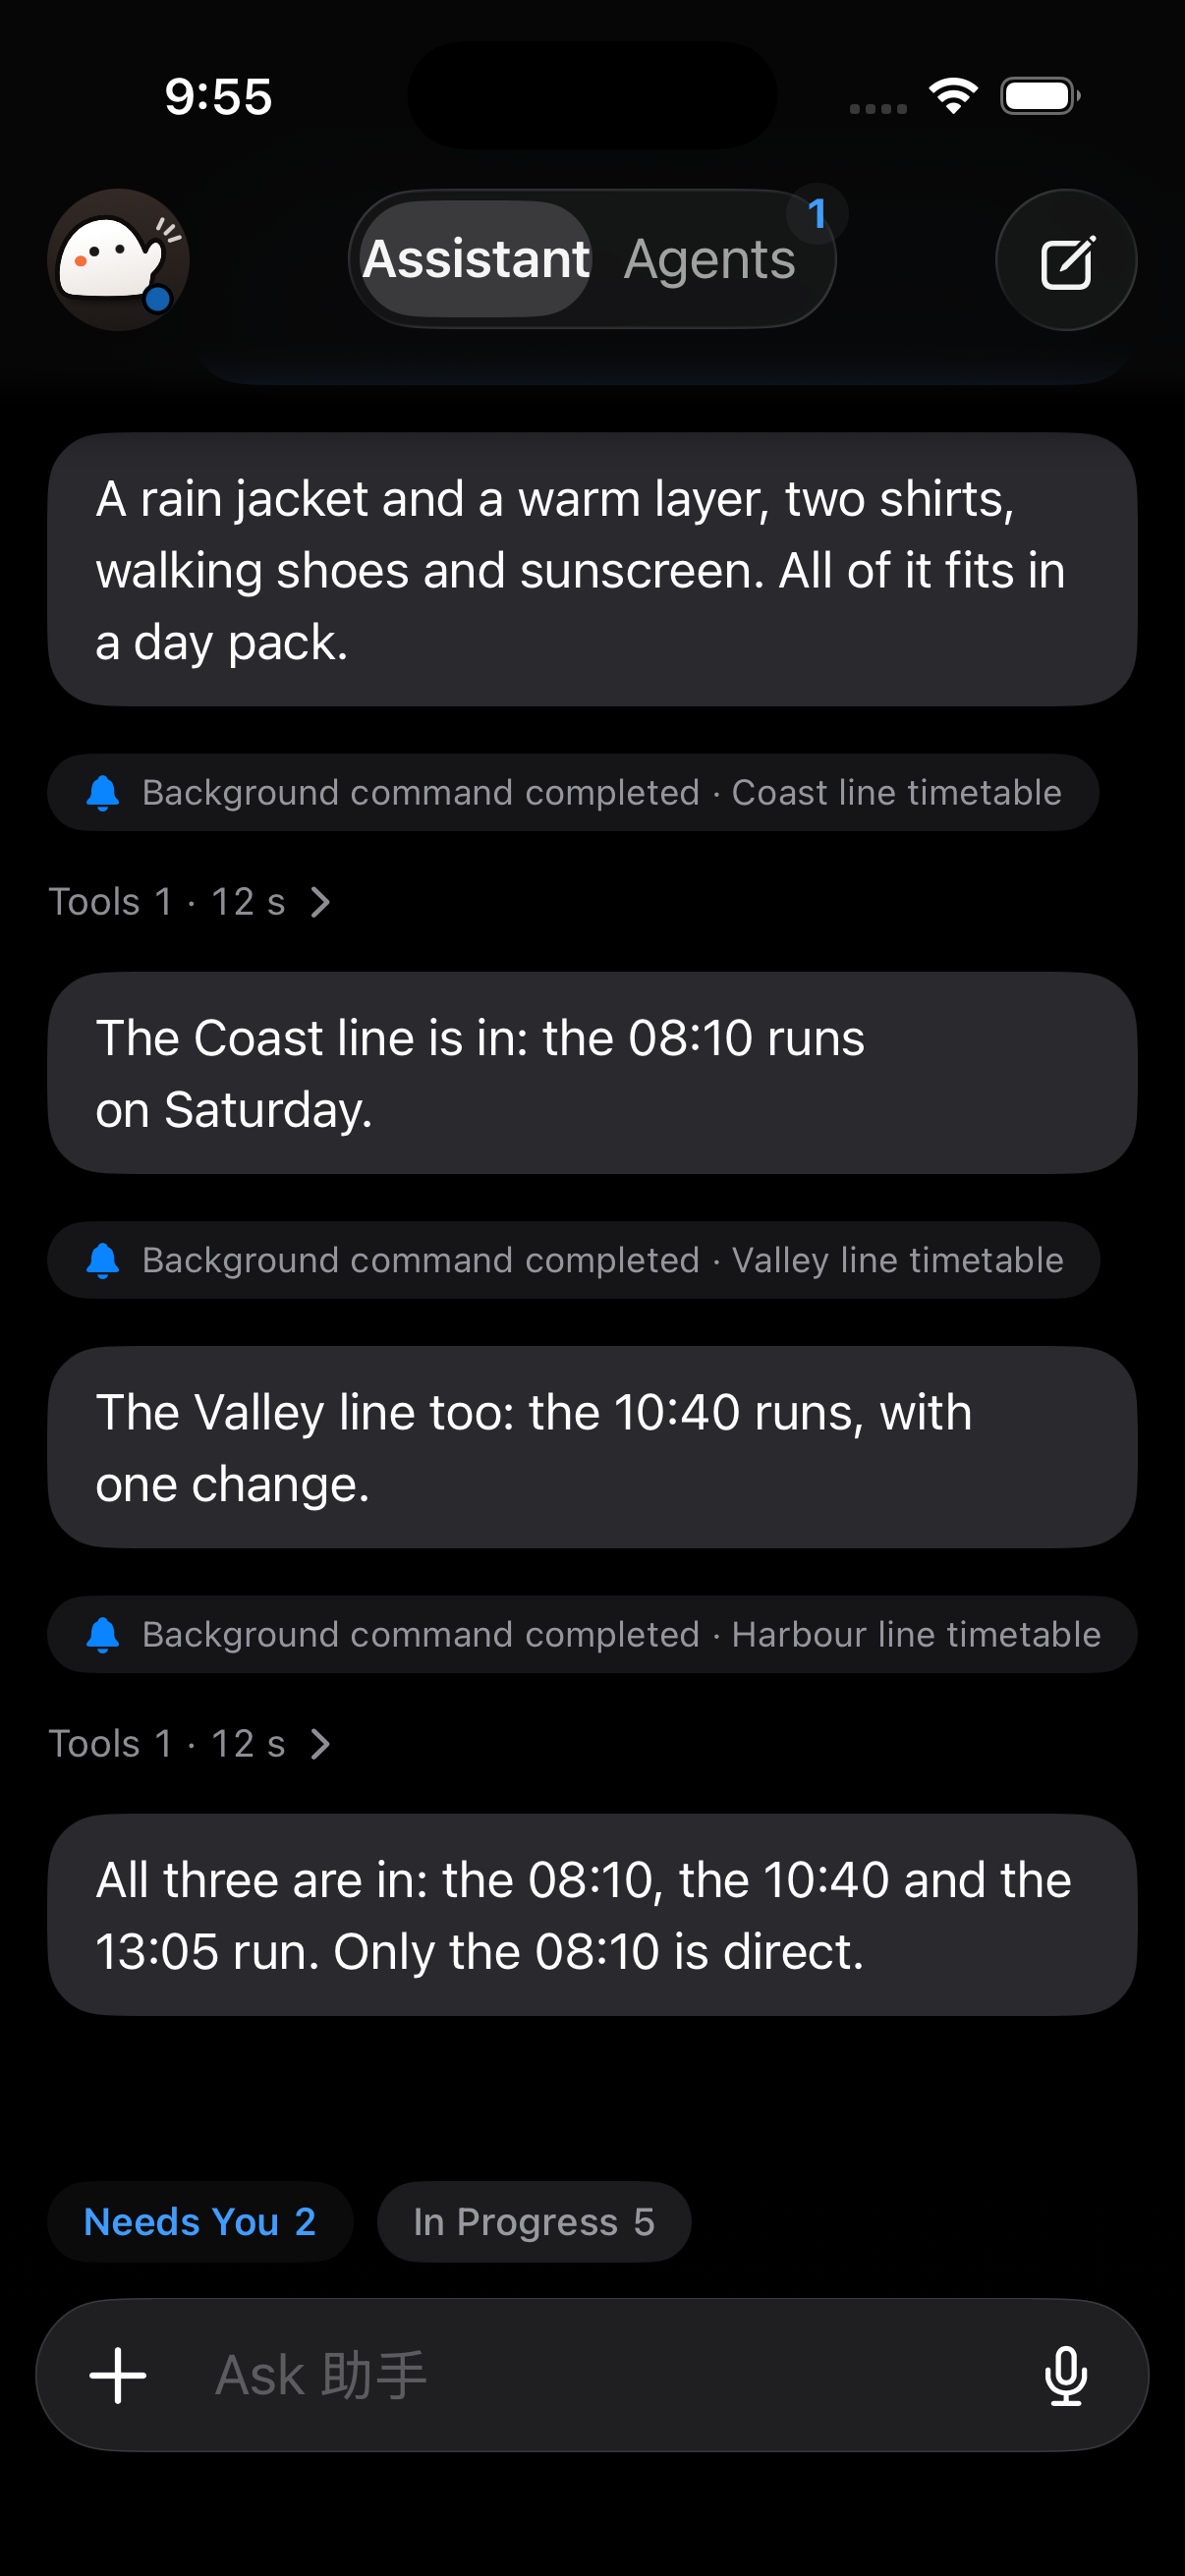 9:55
Assistant
Agents
1
A rain jacket and a warm layer, two shirts,
walking shoes and sunscreen. All of it fits in
a day pack.
Background command completed · Coast line timetable
Tools 1 · 12 s
The Coast line is in: the 08:10 runs
on Saturday.
Background command completed · Valley line timetable
The Valley line too: the 10:40 runs, with
one change.
Background command completed · Harbour line timetable
Tools 1 · 12 s
All three are in: the 08:10, the 10:40 and the
13:05 run. Only the 08:10 is direct.
Needs You 2
In Progress 5
Ask 助手